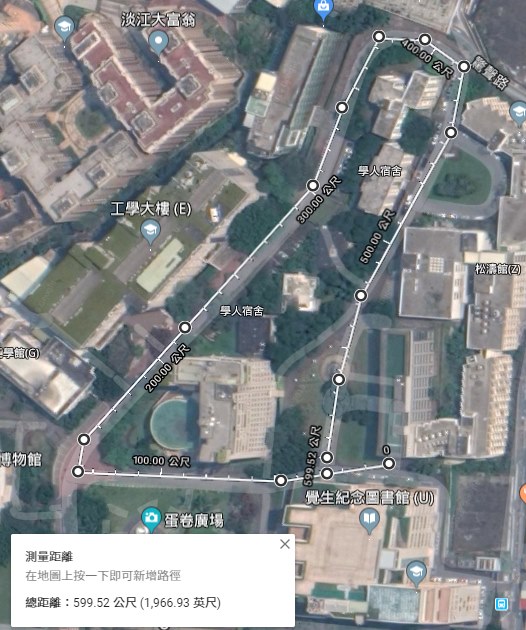 淡江大富翁
400.00 公尺
驚聲路
學人宿舍
工學大樓 (E)
300.00 公尺
500.00 公尺
松濤館(Z)
學人宿舍
學館(G)
200.00 公尺
博物館
100.00 公尺
599.52 公尺
0
覺生紀念圖書館 (U)
蛋卷廣場
測量距離
在地圖上按一下即可新增路徑
總距離：599.52 公尺 (1,966.93 英尺)